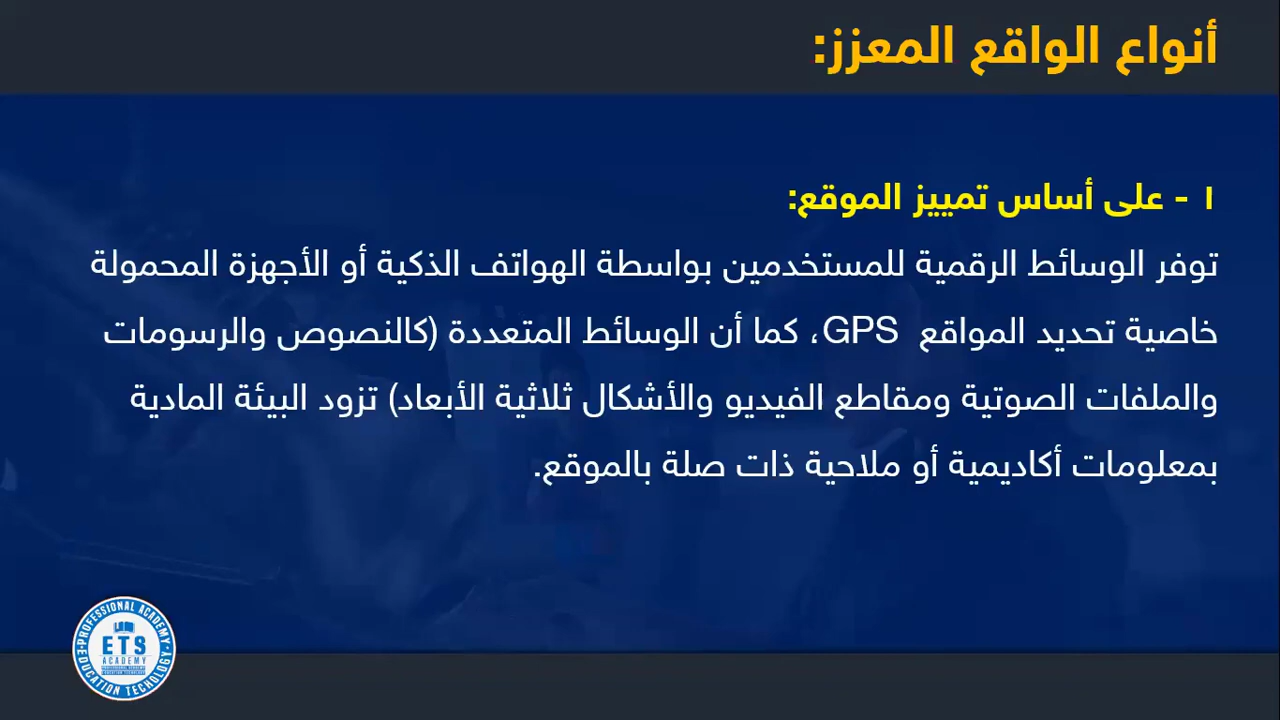 أنواع الواقع المعزز:
١ - على أساس تمييز الموقع:
توفر الوسائط الرقمية للمستخدمين بواسطة الهواتف الذكية أو الأجهزة المحمولة
خاصية تحديد المواقع GPS، كما أن الوسائط المتعددة (كالنصوص والرسومات
والملفات الصوتية ومقاطع الفيديو والأشكال ثلاثية الأبعاد) تزود البيئة المادية
بمعلومات أكاديمية أو ملاحية ذات صلة بالموقع.
PROFESSIONAL ACADEMY
ETS
ACADEMY
EDUCATION TECHOLOGY